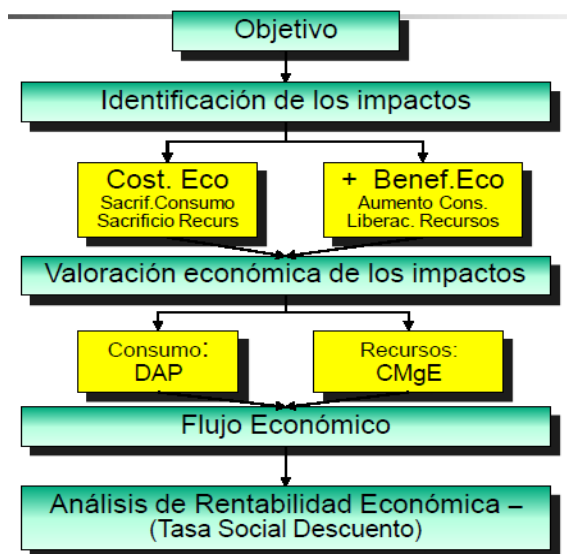 Objetivo
Identificación de los impactos
Cost. Eco
Sacrif.Consumo
Sacrificio Recurs
+ Benef.Eco
Aumento Cons.
Liberac. Recursos
Valoración económica de los impactos
Consumo:
DAP
Recursos:
CMgE
Flujo Económico
Análisis de Rentabilidad Económica –
(Tasa Social Descuento)